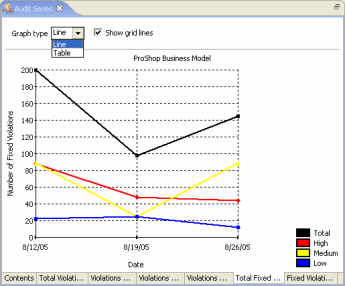 Audit Series
Graph type Line Show grid lines
Line
Table
ProShop Business Model
Number of Fixed Violations
200
180
160
140
120
100
80
60
40
20
0
8/12/05 8/19/05 8/26/05
Date
Total
High
Medium
Low
Contents Total Violati... Violations ... Violations ... Violations ... Total Fixed ... Fixed Violati...